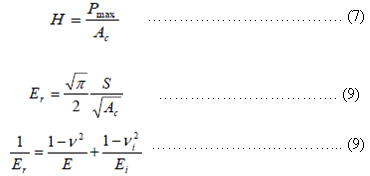 H = P_max / A_c ........................................ (7)
E_r = √π / 2 S / √A_c ..................................... (9)
1 / E_r = 1−ν² / E + 1−ν_i² / E_i ........................................ (9)